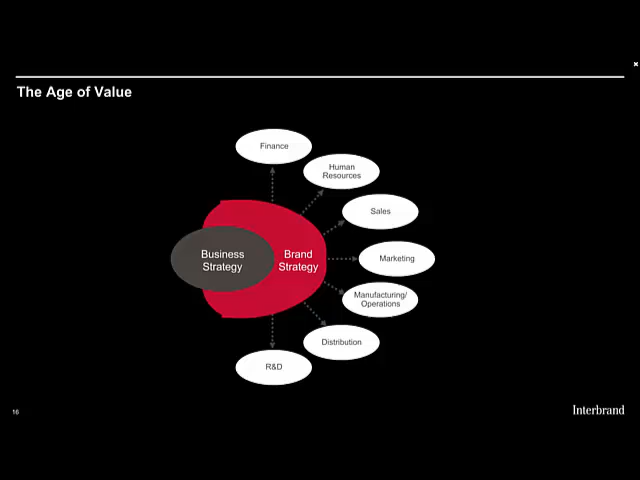 The Age of Value
Finance
Human
Resources
Sales
Business
Strategy
Brand
Strategy
Marketing
Manufacturing/
Operations
Distribution
R&D
16
Interbrand